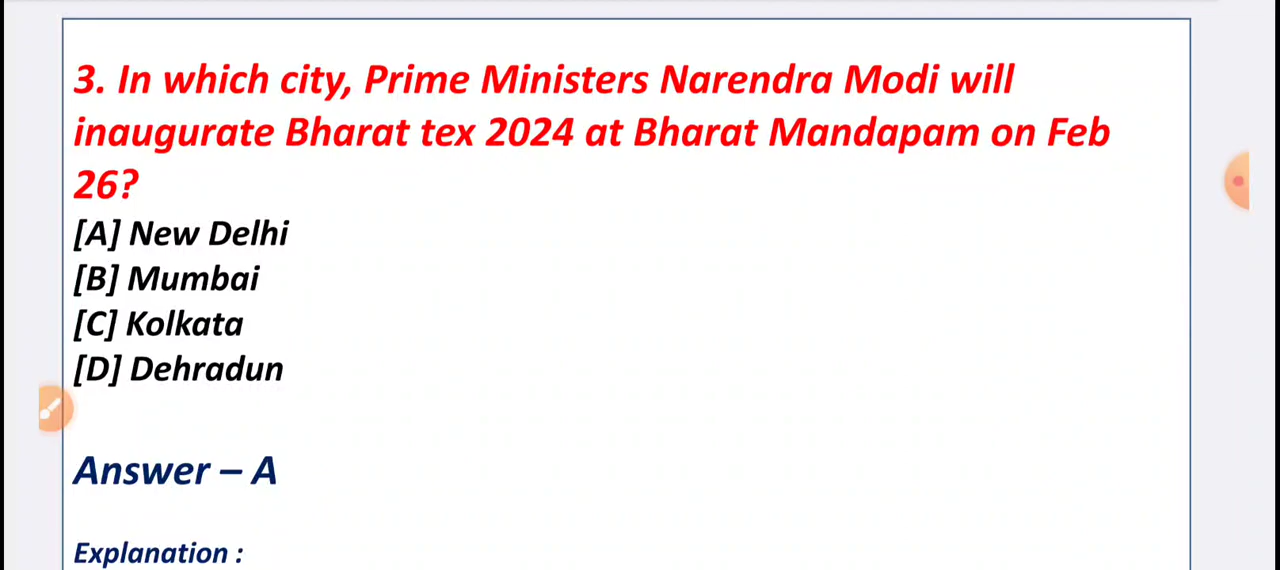 3. In which city, Prime Ministers Narendra Modi will
inaugurate Bharat tex 2024 at Bharat Mandapam on Feb
26?
[A] New Delhi
[B] Mumbai
[C] Kolkata
[D] Dehradun
Answer – A
Explanation :